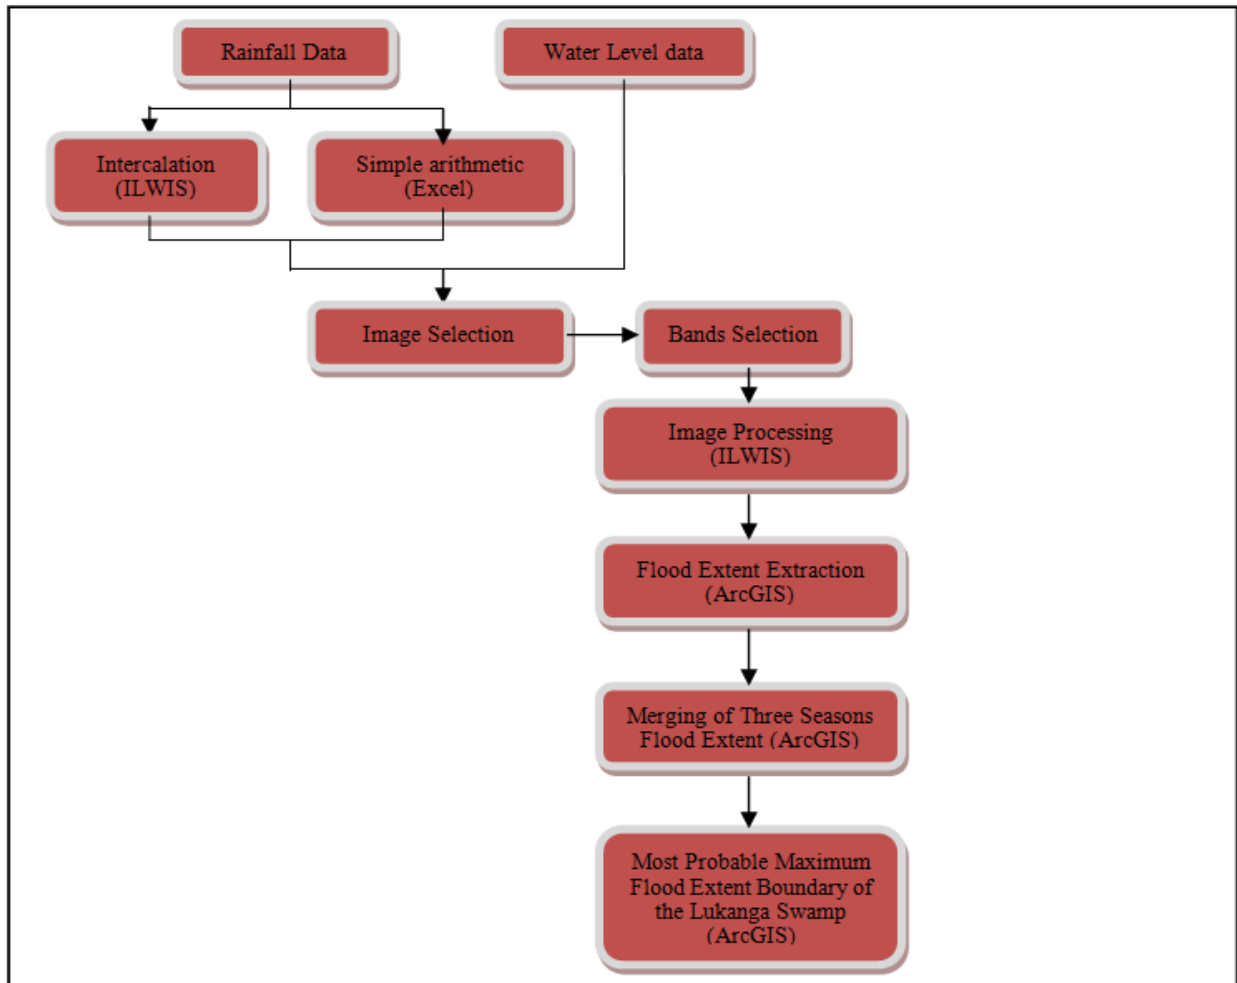 Rainfall Data
Water Level data
Intercalation
(ILWIS)
Simple arithmetic
(Excel)
Image Selection
Bands Selection
Image Processing
(ILWIS)
Flood Extent Extraction
(ArcGIS)
Merging of Three Seasons
Flood Extent (ArcGIS)
Most Probable Maximum
Flood Extent Boundary of
the Lukanga Swamp
(ArcGIS)